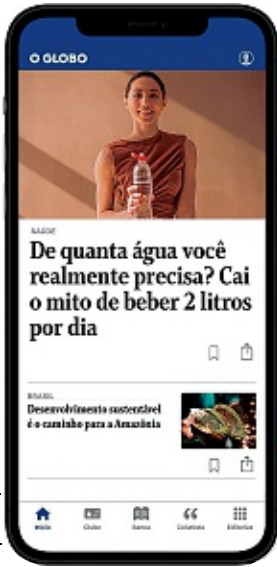 O GLOBO
SAÚDE
De quanta água você
realmente precisa? Cai
o mito de beber 2 litros
por dia
BRASIL
Desenvolvimento sustentável
é o caminho para a Amazônia
Início
Clube
Banca
Colunista
Editorias